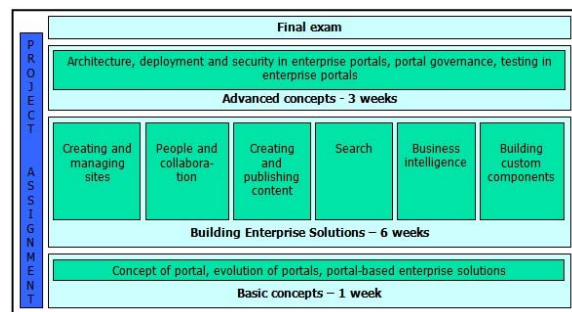 PROJECT ASSIGNMENT
Final exam
Architecture, deployment and security in enterprise portals, portal governance, testing in
enterprise portals
Advanced concepts - 3 weeks
Creating and
managing
sites
People and
collabora-
tion
Creating
and
publishing
content
Search
Business
intelligence
Building
custom
components
Building Enterprise Solutions – 6 weeks
Concept of portal, evolution of portals, portal-based enterprise solutions
Basic concepts – 1 week